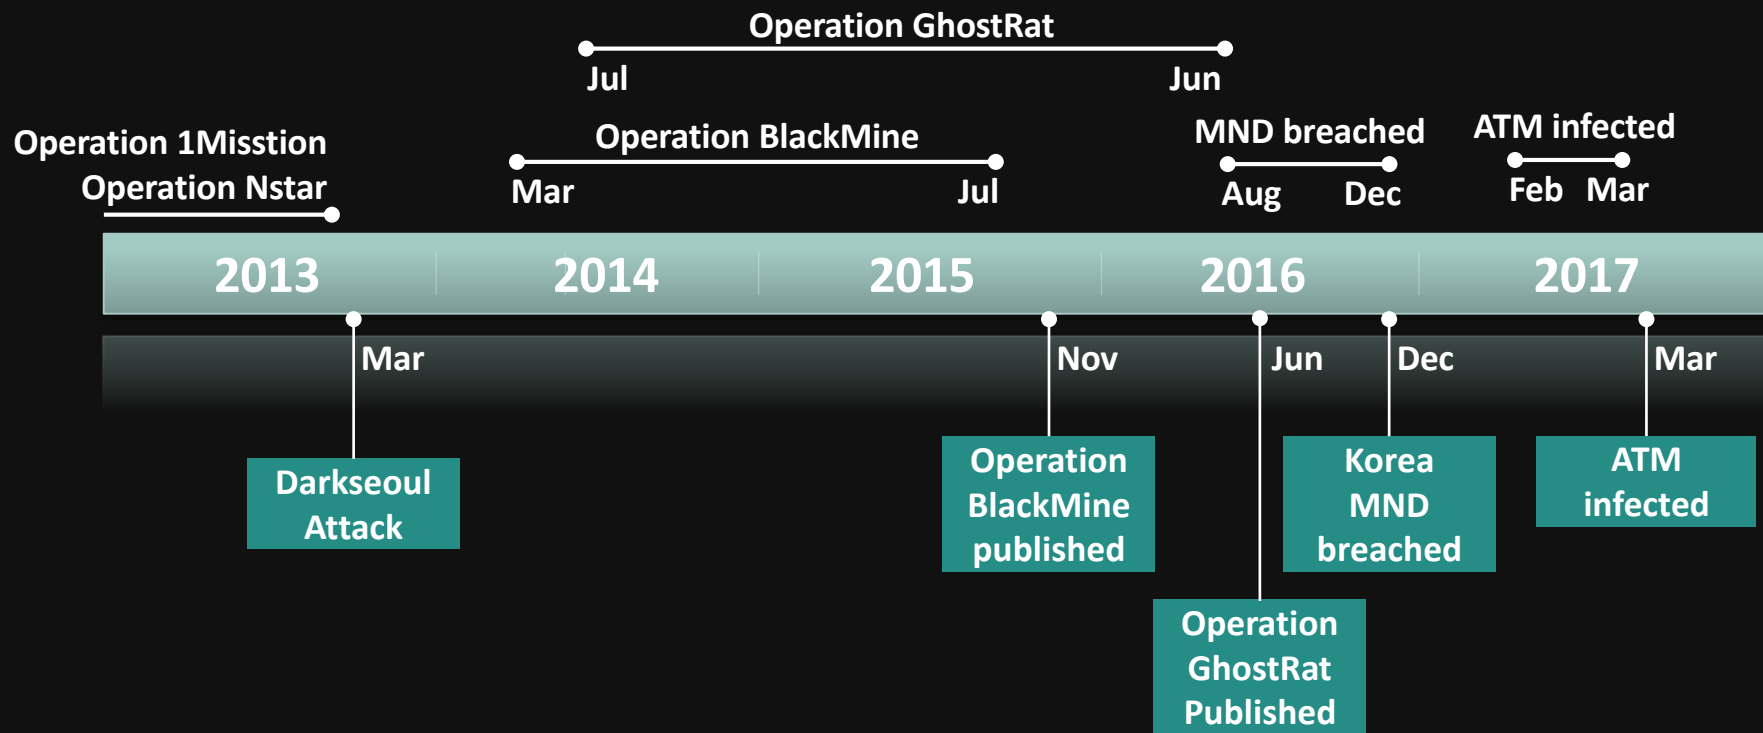 Operation GhostRat
Jul
Jun
Operation 1Misstion
Operation Nstar
Operation BlackMine
Mar
Jul
MND breached
Aug
Dec
ATM infected
Feb
Mar
2013
2014
2015
2016
2017
Mar
Nov
Jun
Dec
Mar
Darkseoul
Attack
Operation
BlackMine
published
Operation
GhostRat
Published
Korea
MND
breached
ATM
infected